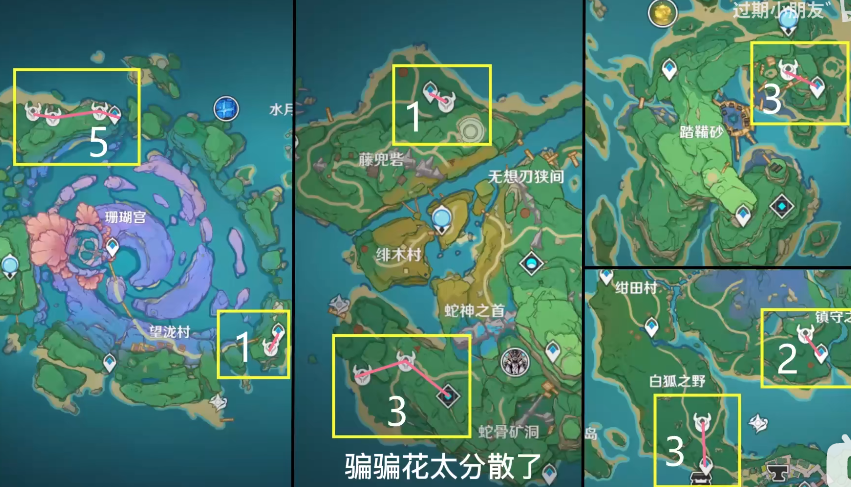 5
水月
珊瑚宫
望泷村
1
1
藤兜砦
无想刃狭间
绯木村
蛇神之首
3
蛇骨矿洞
骗骗花太分散了
过期小朋友
3
踏鞴砂
绀田村
镇守之
2
白狐之野
3
岛